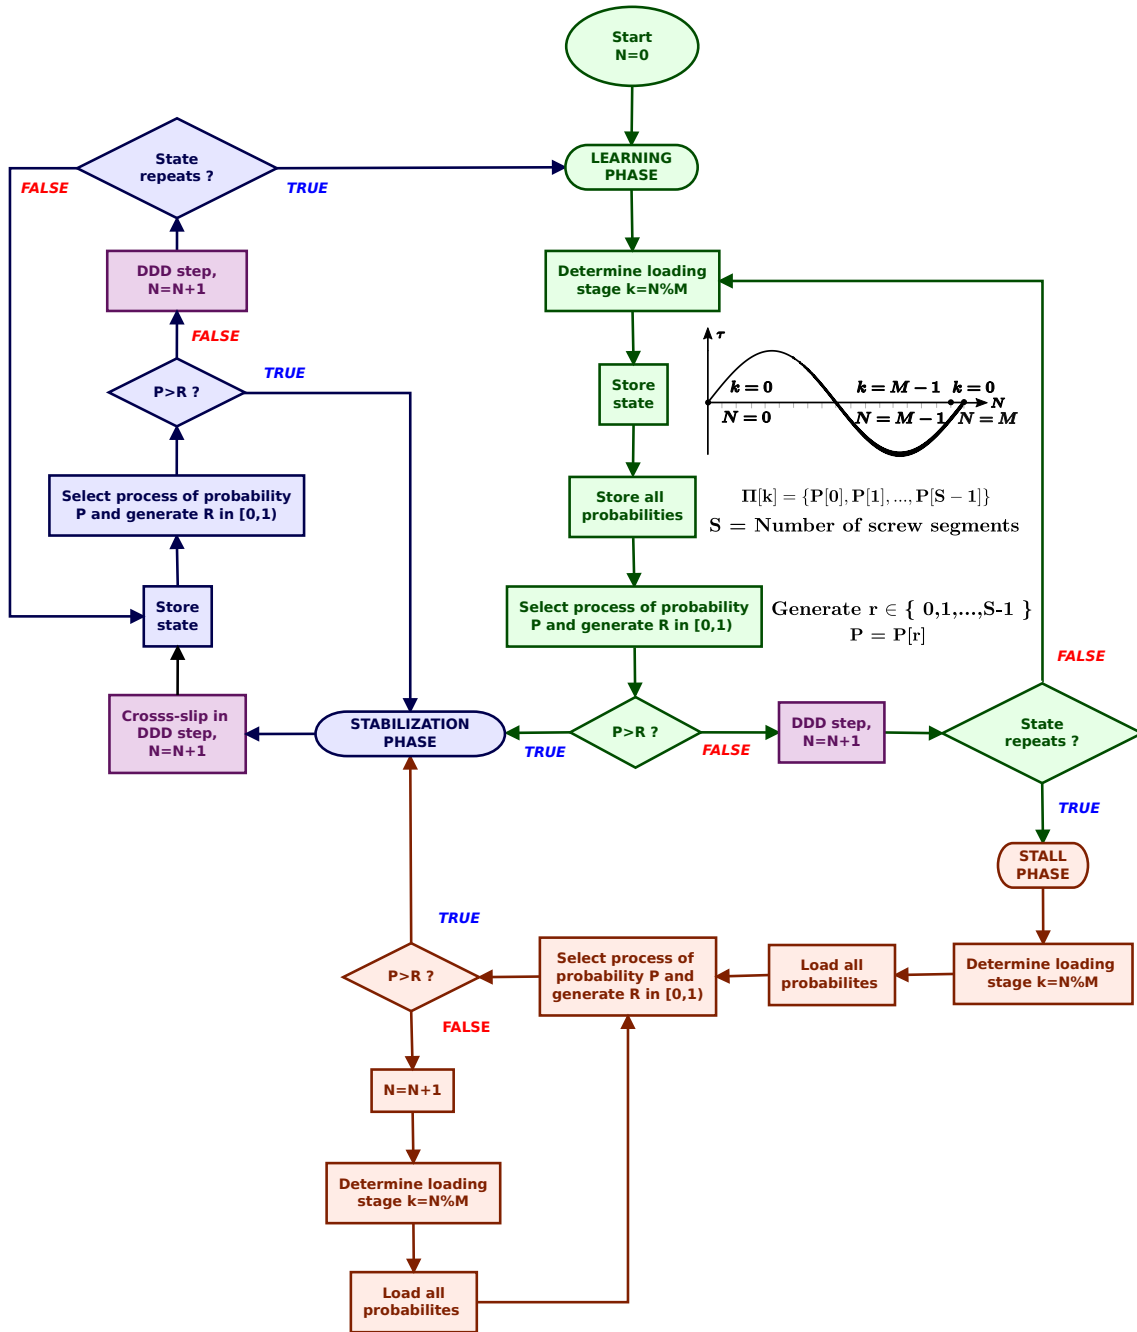 Start
N=0
State
repeats ?
FALSE
TRUE
LEARNING
PHASE
DDD step,
N=N+1
FALSE
Determine loading
stage k=N%M
P>R ?
TRUE
Store
state
τ
k = 0
k = M − 1
k = 0
N
N = 0
N = M − 1
N = M
Select process of probability
P and generate R in [0,1)
Store all
probabilities
Π[k] = {P[0], P[1], ..., P[S − 1]}
S = Number of screw segments
Store
state
Select process of probability
P and generate R in [0,1)
Generate r ∈ { 0,1,...,S-1 }
P = P[r]
FALSE
Crosss-slip in
DDD step,
N=N+1
STABILIZATION
PHASE
TRUE
P>R ?
FALSE
DDD step,
N=N+1
State
repeats ?
TRUE
STALL
PHASE
TRUE
P>R ?
Select process of
probability P and
generate R in [0,1)
Load all
probabilites
Determine loading
stage k=N%M
FALSE
N=N+1
Determine loading
stage k=N%M
Load all
probabilites